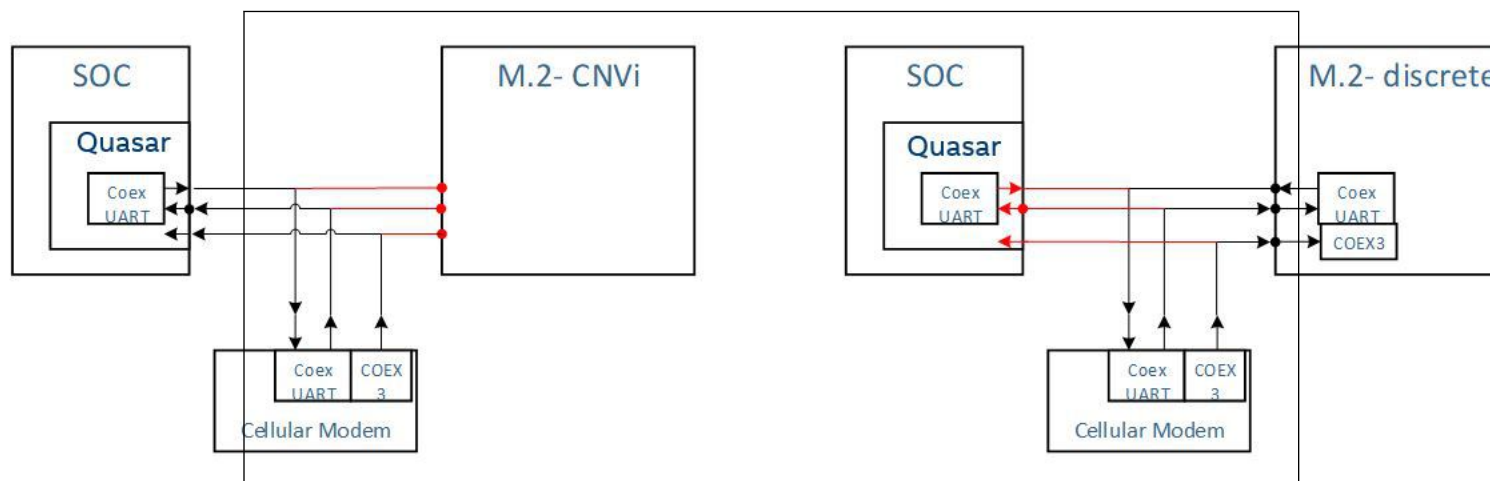 SOC
Quasar
Coex
UART
M.2- CNVi
Coex
UART
COEX
3
Cellular Modem
SOC
Quasar
Coex
UART
M.2- discrete
Coex
UART
COEX3
Coex
UART
COEX
3
Cellular Modem